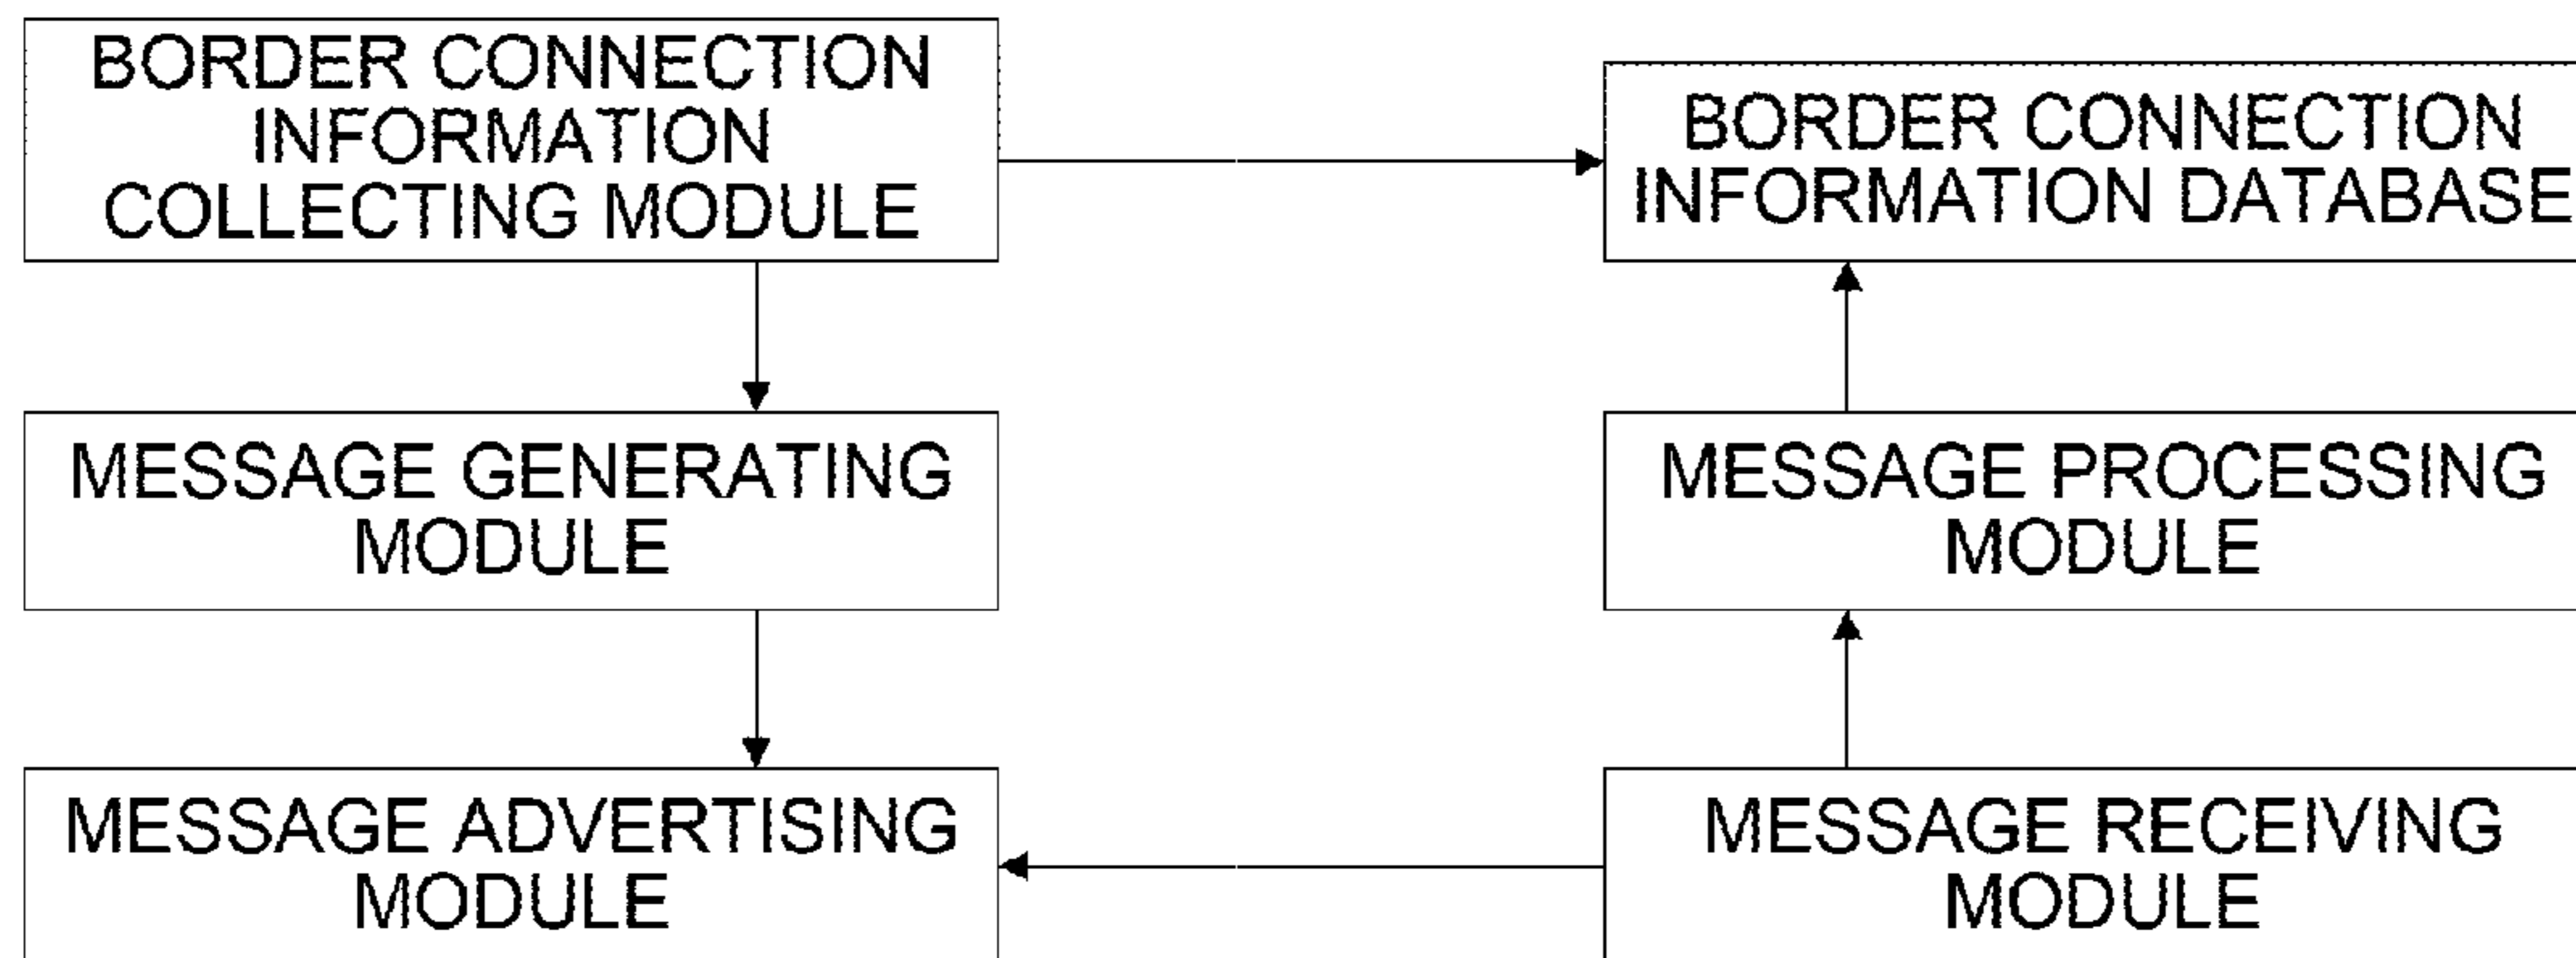 BORDER CONNECTION
INFORMATION
COLLECTING MODULE
BORDER CONNECTION
INFORMATION DATABASE
MESSAGE GENERATING
MODULE
MESSAGE PROCESSING
MODULE
MESSAGE ADVERTISING
MODULE
MESSAGE RECEIVING
MODULE